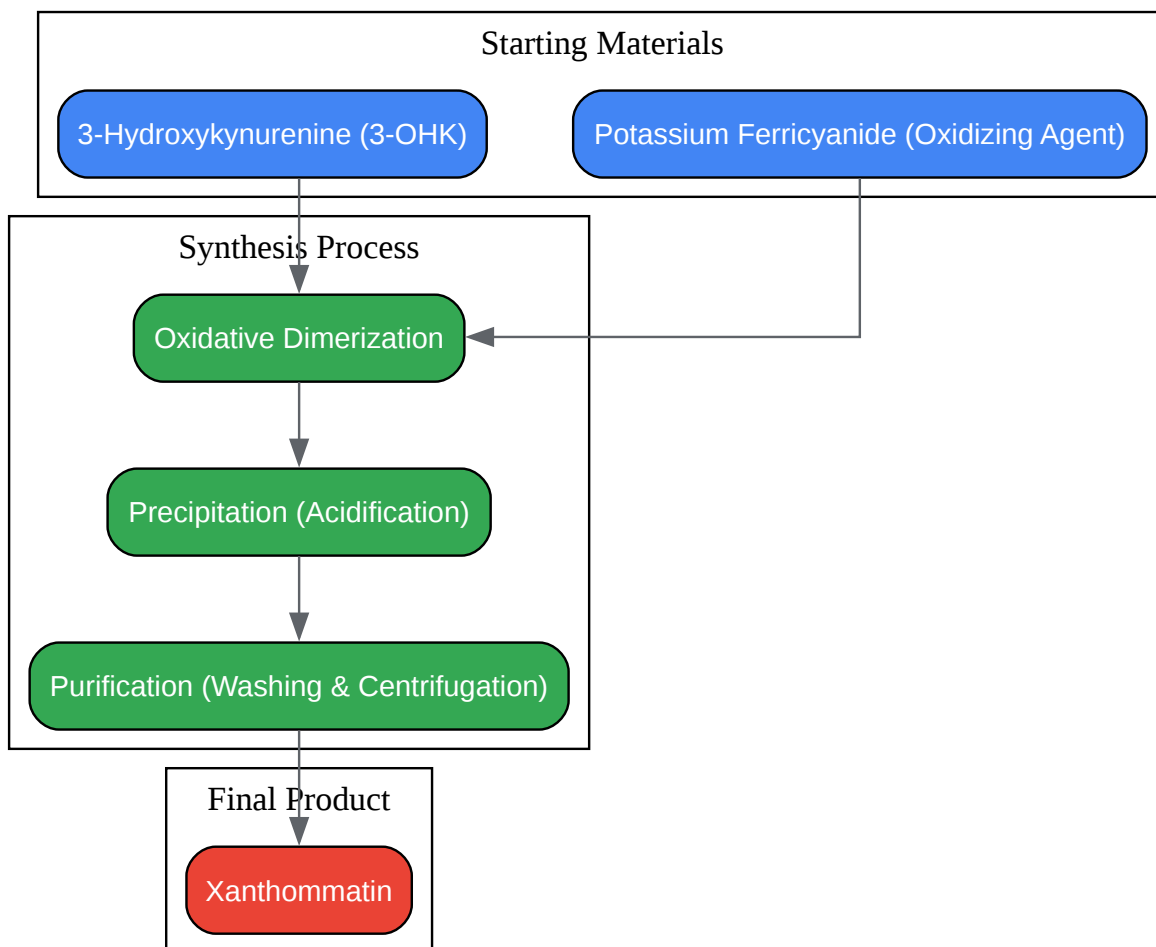 Starting Materials
3-Hydroxykynurenine (3-OHK)
Potassium Ferricyanide (Oxidizing Agent)
Synthesis Process
Oxidative Dimerization
Precipitation (Acidification)
Purification (Washing & Centrifugation)
Final Product
Xanthommatin